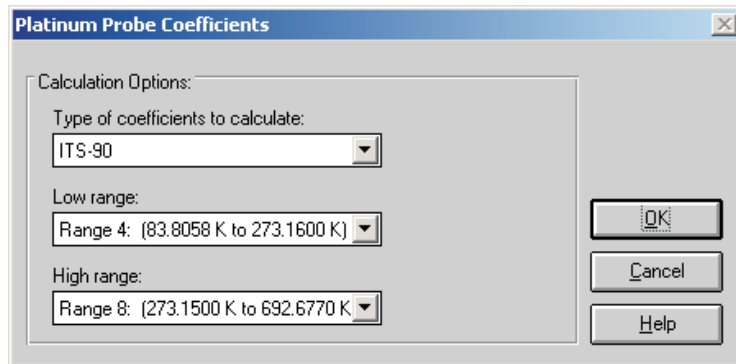 Platinum Probe Coefficients
Calculation Options:
Type of coefficients to calculate:
ITS-90
Low range:
Range 4: (83.8058 K to 273.1600 K)
High range:
Range 8: (273.1500 K to 692.6770 K
OK
Cancel
Help